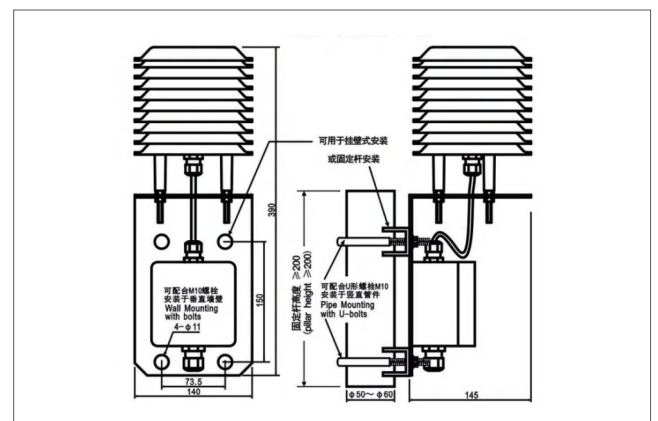 可用于挂壁式安装
或固定杆安装
390
可配合M10螺栓
安装于垂直墙壁
Wall Mounting
with bolts
4-φ11
150
73.5
140
固定杆高度 ≥200
(pillar height ≥200)
可配合U形螺栓M10
安装于竖直管件
Pipe Mounting
with U-bolts
φ50～φ60
145